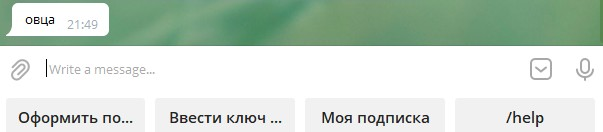 овца 21:49
Write a message...
Оформить по... Ввести ключ ... Моя подписка /help